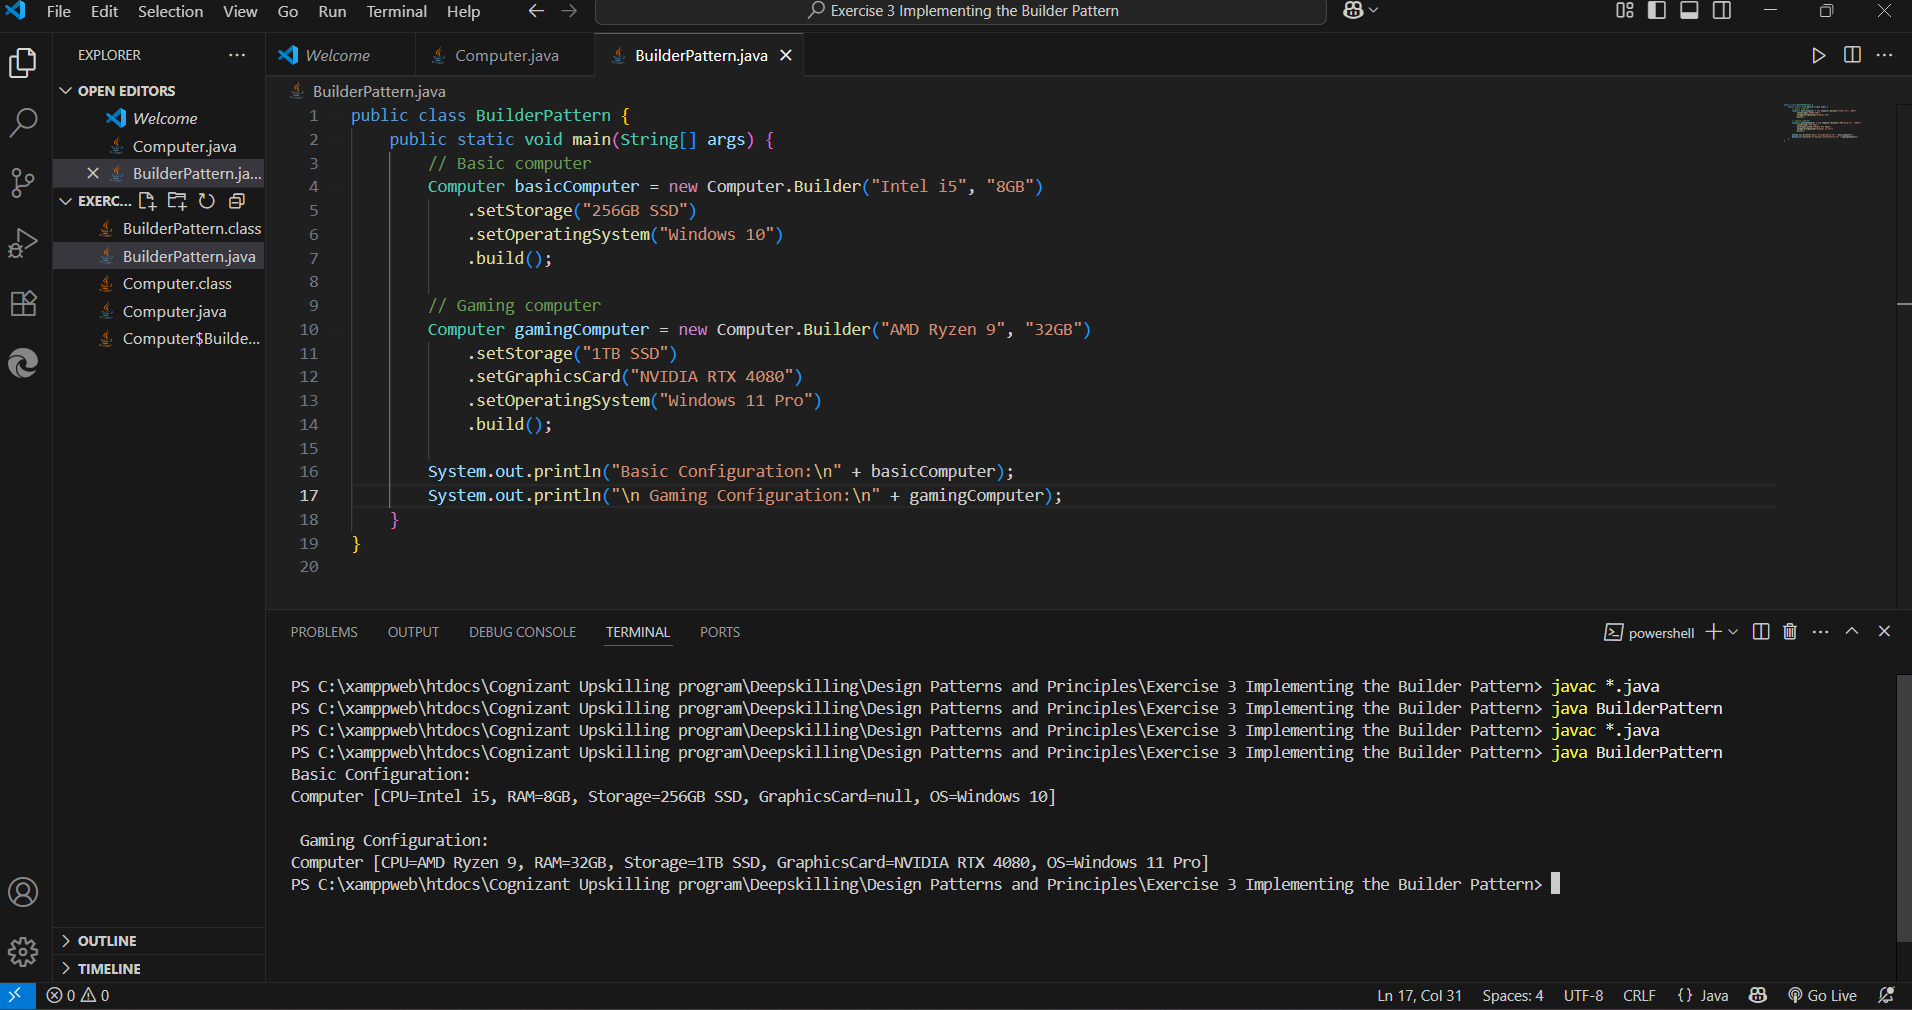 File Edit Selection View Go Run Terminal Help
Exercise 3 Implementing the Builder Pattern
EXPLORER
OPEN EDITORS
Welcome
Computer.java
BuilderPattern.ja...
EXERC...
BuilderPattern.class
BuilderPattern.java
Computer.class
Computer.java
Computer$Builde...
OUTLINE
TIMELINE
Welcome Computer.java BuilderPattern.java
BuilderPattern.java
1 public class BuilderPattern {
2 public static void main(String[] args) {
3 // Basic computer
4 Computer basicComputer = new Computer.Builder("Intel i5", "8GB")
5 .setStorage("256GB SSD")
6 .setOperatingSystem("Windows 10")
7 .build();
8
9 // Gaming computer
10 Computer gamingComputer = new Computer.Builder("AMD Ryzen 9", "32GB")
11 .setStorage("1TB SSD")
12 .setGraphicsCard("NVIDIA RTX 4080")
13 .setOperatingSystem("Windows 11 Pro")
14 .build();
15
16 System.out.println("Basic Configuration:\n" + basicComputer);
17 System.out.println("\n Gaming Configuration:\n" + gamingComputer);
18 }
19 }
20
PROBLEMS OUTPUT DEBUG CONSOLE TERMINAL PORTS
powershell
PS C:\xamppweb\htdocs\Cognizant Upskilling program\Deepskilling\Design Patterns and Principles\Exercise 3 Implementing the Builder Pattern> javac *.java
PS C:\xamppweb\htdocs\Cognizant Upskilling program\Deepskilling\Design Patterns and Principles\Exercise 3 Implementing the Builder Pattern> java BuilderPattern
PS C:\xamppweb\htdocs\Cognizant Upskilling program\Deepskilling\Design Patterns and Principles\Exercise 3 Implementing the Builder Pattern> javac *.java
PS C:\xamppweb\htdocs\Cognizant Upskilling program\Deepskilling\Design Patterns and Principles\Exercise 3 Implementing the Builder Pattern> java BuilderPattern
Basic Configuration:
Computer [CPU=Intel i5, RAM=8GB, Storage=256GB SSD, GraphicsCard=null, OS=Windows 10]
Gaming Configuration:
Computer [CPU=AMD Ryzen 9, RAM=32GB, Storage=1TB SSD, GraphicsCard=NVIDIA RTX 4080, OS=Windows 11 Pro]
PS C:\xamppweb\htdocs\Cognizant Upskilling program\Deepskilling\Design Patterns and Principles\Exercise 3 Implementing the Builder Pattern>
0 0 Ln 17, Col 31 Spaces: 4 UTF-8 CRLF {} Java Go Live